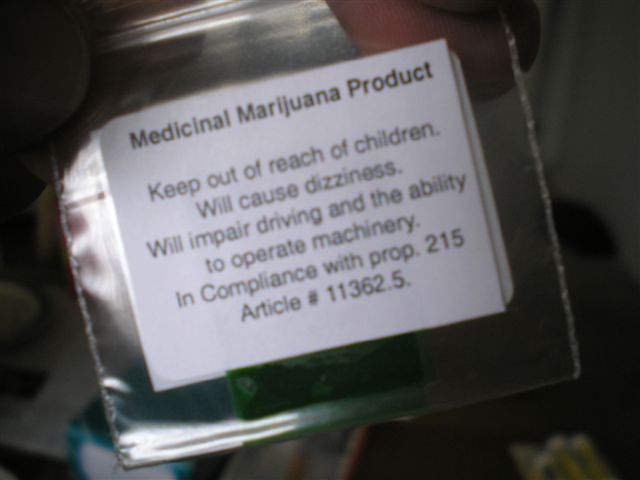 Medicinal Marijuana Product
Keep out of reach of children.
Will cause dizziness.
Will impair driving and the ability
to operate machinery.
In Compliance with prop. 215
Article # 11362.5.